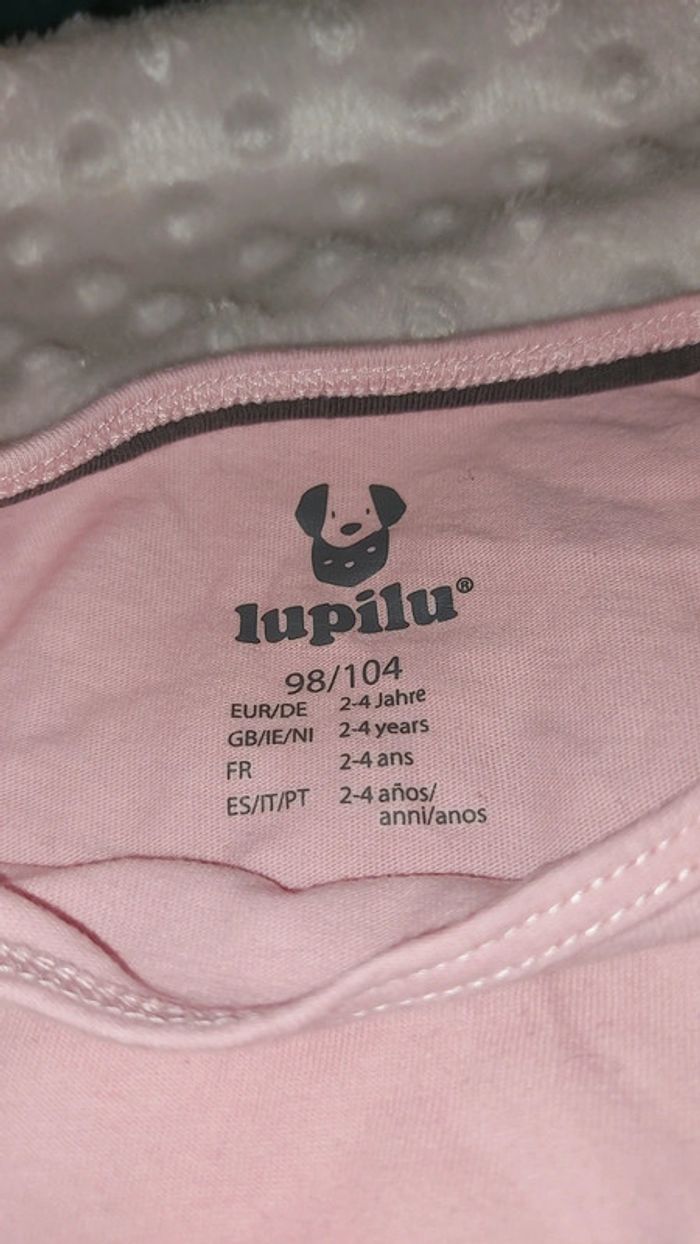 lupilu®
98/104
EUR/DE 2-4 Jahre
GB/IE/NI 2-4 years
FR 2-4 ans
ES/IT/PT 2-4 años/
anni/anos